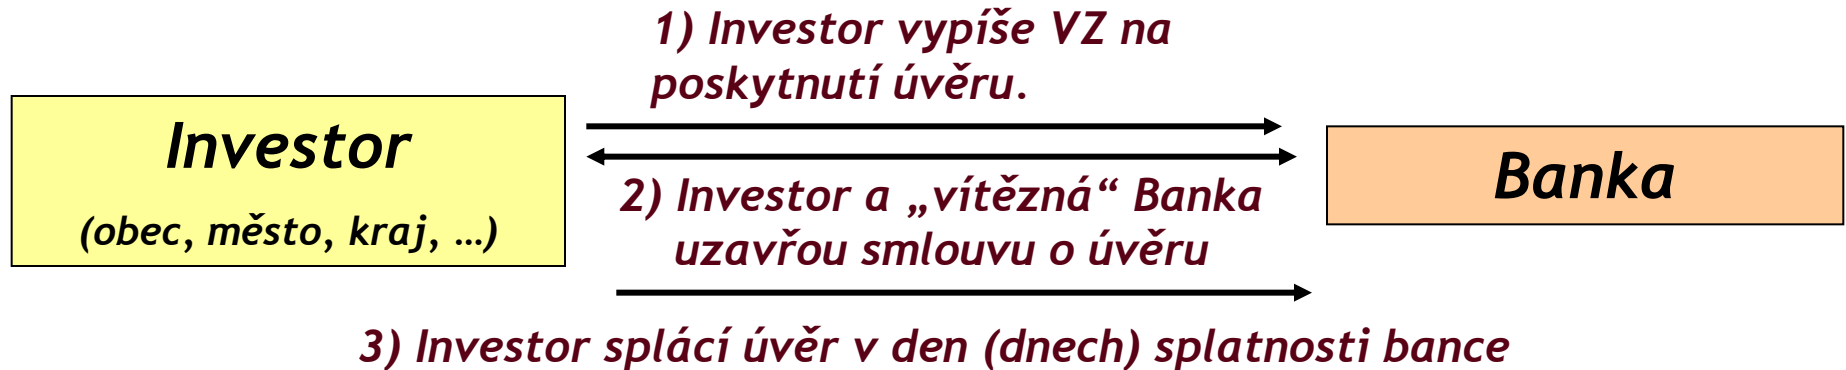 1) Investor vypíše VZ na
poskytnutí úvěru.
Investor
(obec, město, kraj, …)
Banka
2) Investor a „vítězná“ Banka
uzavřou smlouvu o úvěru
3) Investor splácí úvěr v den (dnech) splatnosti bance